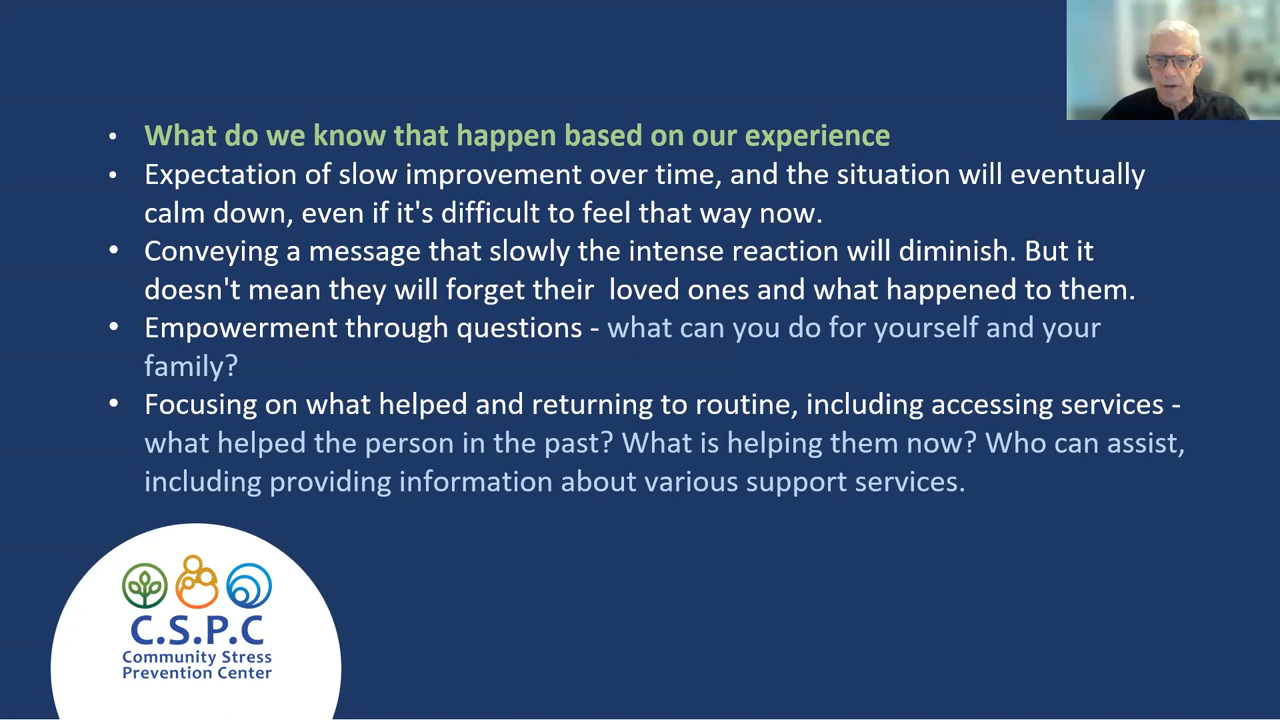 • What do we know that happen based on our experience
• Expectation of slow improvement over time, and the situation will eventually
calm down, even if it's difficult to feel that way now.
• Conveying a message that slowly the intense reaction will diminish. But it
doesn't mean they will forget their  loved ones and what happened to them.
• Empowerment through questions - what can you do for yourself and your
family?
• Focusing on what helped and returning to routine, including accessing services -
what helped the person in the past? What is helping them now? Who can assist,
including providing information about various support services.
C.S.P.C
Community Stress
Prevention Center